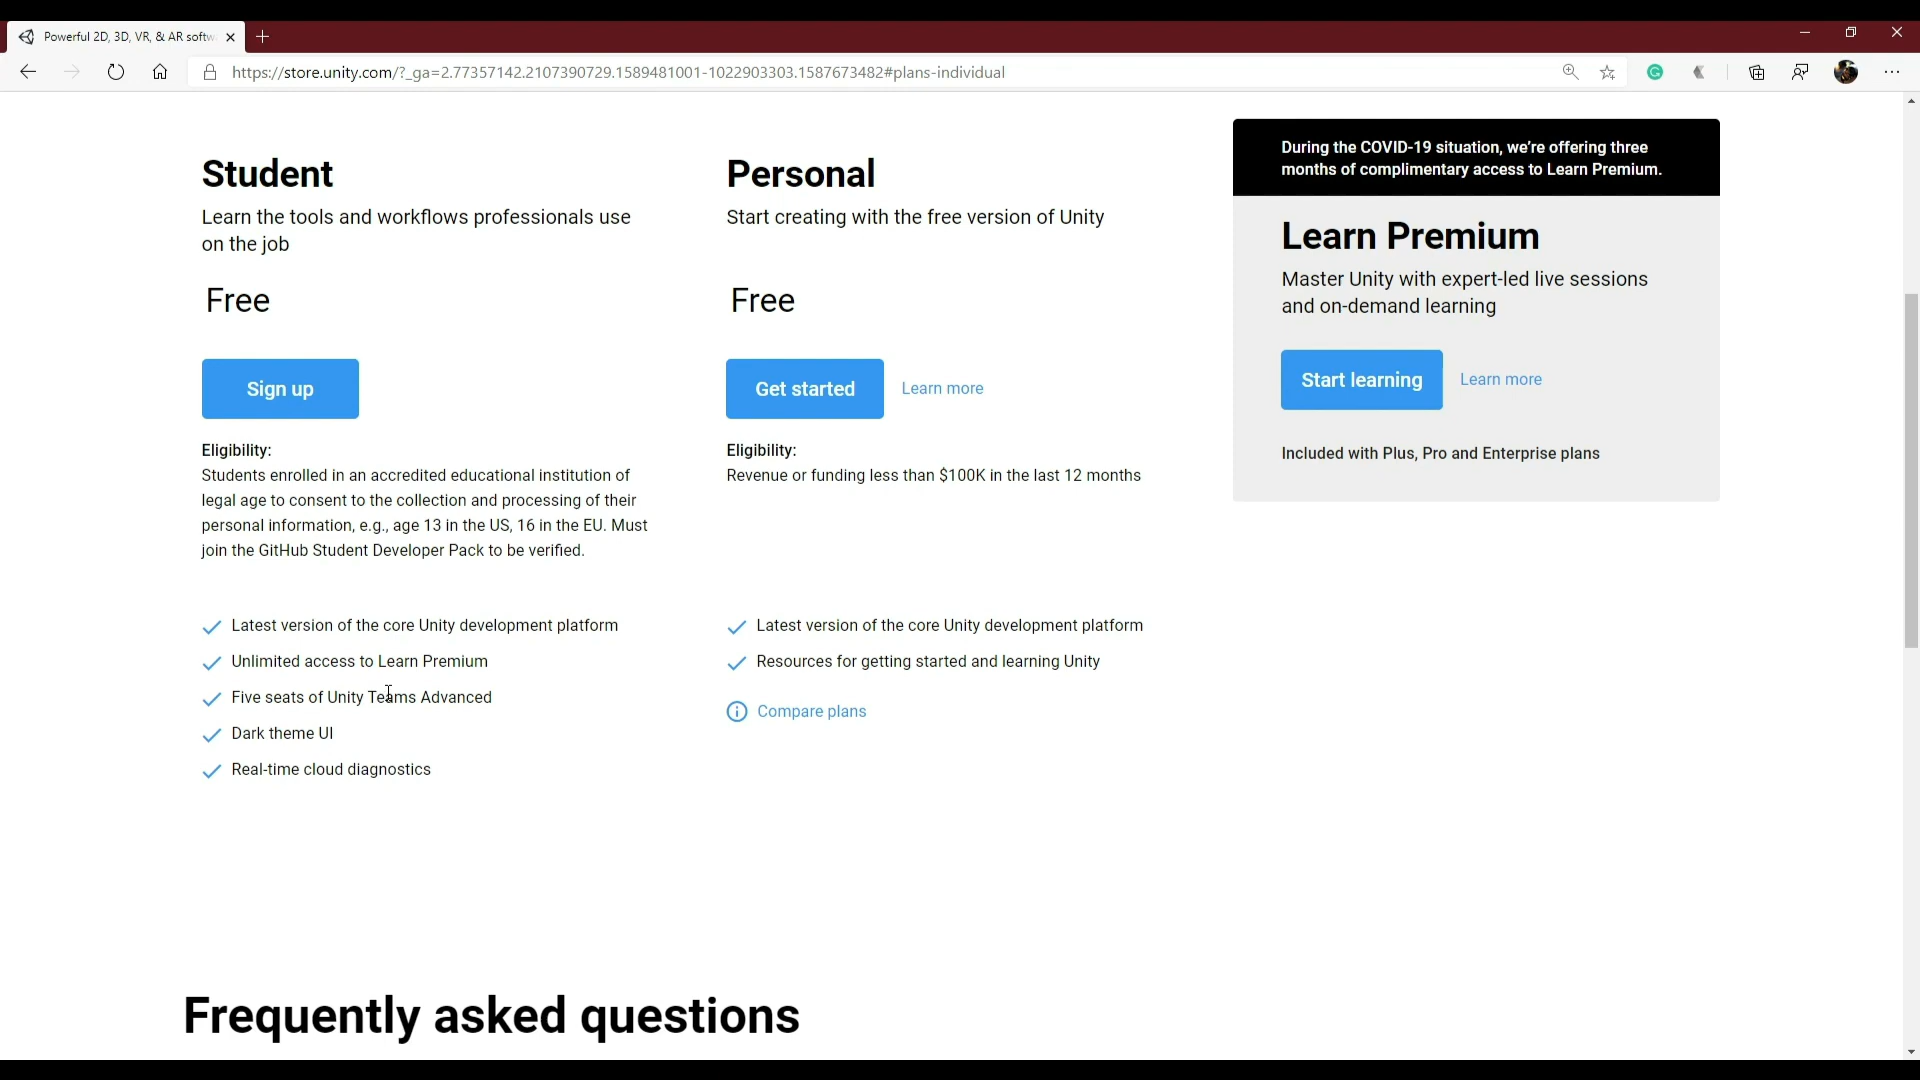 Powerful 2D, 3D, VR, & AR softw
https://store.unity.com/?_ga=2.77357142.2107390729.1589481001-1022903303.1587673482#plans-individual
Student
Learn the tools and workflows professionals use
on the job
Free
Sign up
Eligibility:
Students enrolled in an accredited educational institution of
legal age to consent to the collection and processing of their
personal information, e.g., age 13 in the US, 16 in the EU. Must
join the GitHub Student Developer Pack to be verified.
Latest version of the core Unity development platform
Unlimited access to Learn Premium
Five seats of Unity Teams Advanced
Dark theme UI
Real-time cloud diagnostics
Personal
Start creating with the free version of Unity
Free
Get started
Learn more
Eligibility:
Revenue or funding less than $100K in the last 12 months
Latest version of the core Unity development platform
Resources for getting started and learning Unity
Compare plans
During the COVID-19 situation, we're offering three
months of complimentary access to Learn Premium.
Learn Premium
Master Unity with expert-led live sessions
and on-demand learning
Start learning
Learn more
Included with Plus, Pro and Enterprise plans
Frequently asked questions